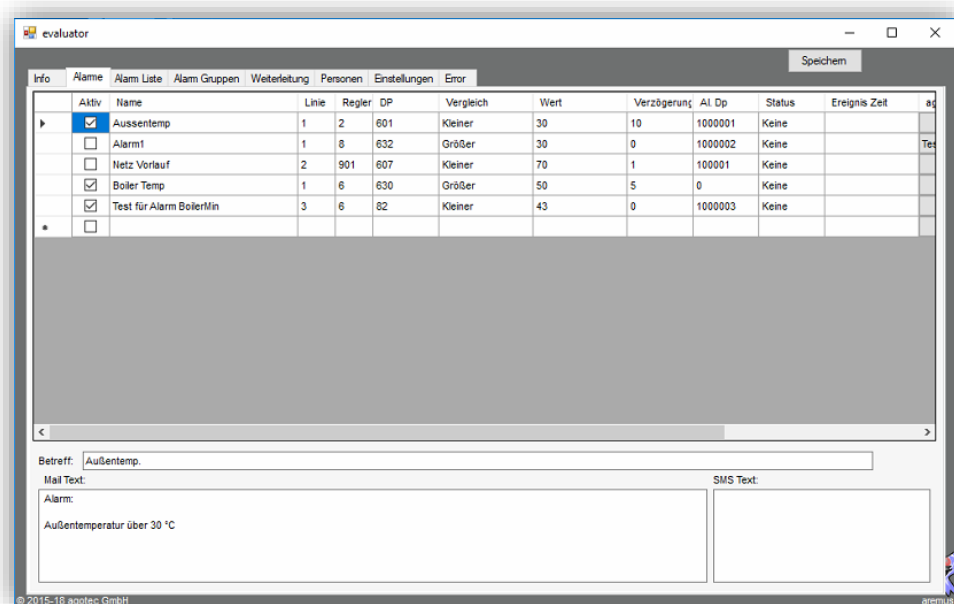 evaluator
Speichern
Info Alarme Alarm Liste Alarm Gruppen Weiterleitung Personen Einstellungen Error
Aktiv Name Linie Regler DP Vergleich Wert Verzögerung Al. Dp Status Ereignis Zeit ag
Aussentemp 1 2 601 Kleiner 30 10 1000001 Keine
Alarm1 1 8 632 Größer 30 0 1000002 Keine Tes
Netz Vorlauf 2 901 607 Kleiner 70 1 100001 Keine
Boiler Temp 1 6 630 Größer 50 5 0 Keine
Test für Alarm BoilerMin 3 6 82 Kleiner 43 0 1000003 Keine
Betreff: Außentemp.
Mail Text: SMS Text:
Alarm:
Außentemperatur über 30 °C
© 2015-18 agotec GmbH aremus